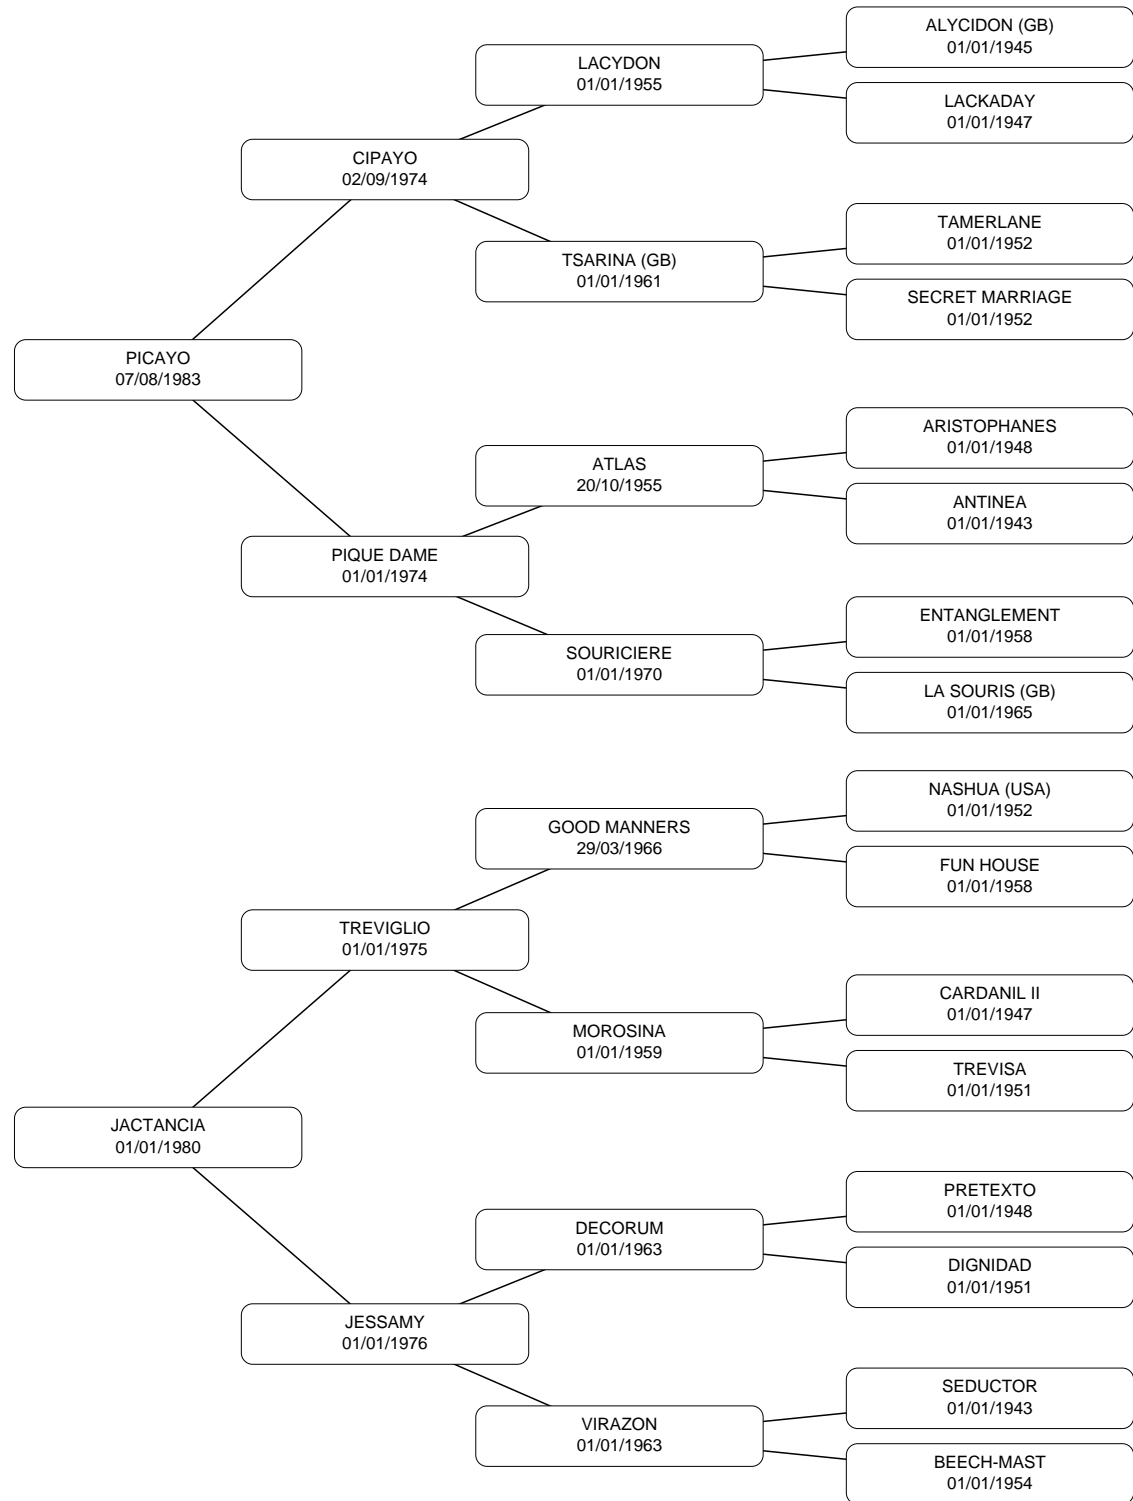 ALYCIDON (GB)
01/01/1945
LACYDON
01/01/1955
LACKADAY
01/01/1947
CIPAYO
02/09/1974
TAMERLANE
01/01/1952
TSARINA (GB)
01/01/1961
SECRET MARRIAGE
01/01/1952
PICAYO
07/08/1983
ARISTOPHANES
01/01/1948
ATLAS
20/10/1955
ANTINEA
01/01/1943
PIQUE DAME
01/01/1974
ENTANGLEMENT
01/01/1958
SOURICIERE
01/01/1970
LA SOURIS (GB)
01/01/1965
NASHUA (USA)
01/01/1952
GOOD MANNERS
29/03/1966
FUN HOUSE
01/01/1958
TREVIGLIO
01/01/1975
CARDANIL II
01/01/1947
MOROSINA
01/01/1959
TREVISA
01/01/1951
JACTANCIA
01/01/1980
PRETEXTO
01/01/1948
DECORUM
01/01/1963
DIGNIDAD
01/01/1951
JESSAMY
01/01/1976
SEDUCTOR
01/01/1943
VIRAZON
01/01/1963
BEECH-MAST
01/01/1954